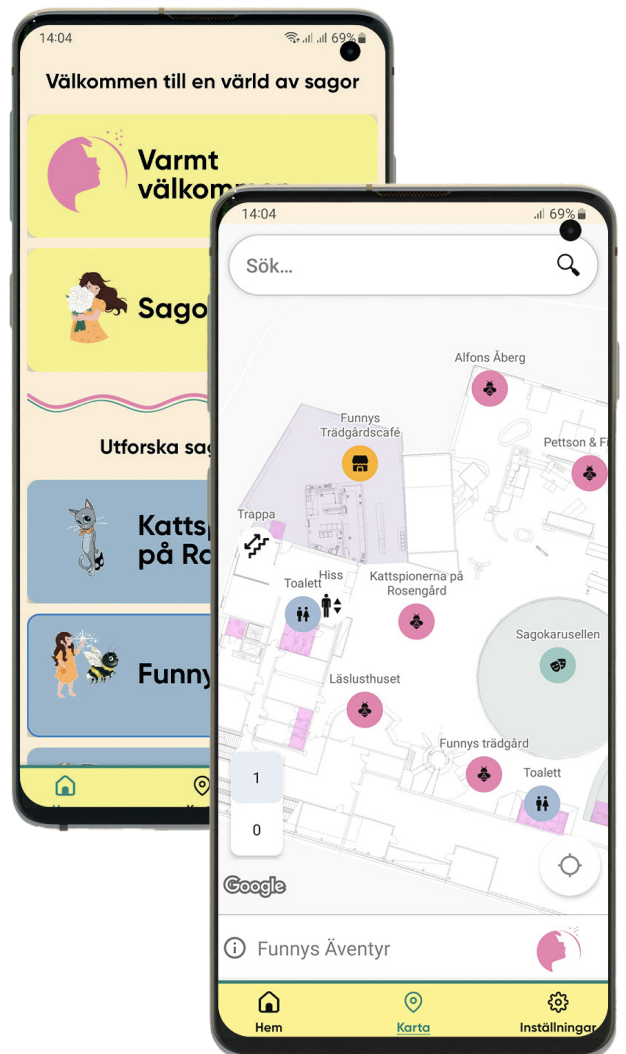 14:04
69%
Välkommen till en värld av sagor
Varmt
Sago
Utforska
på
Funny
14:04
69%
Sök...
Alfons Åberg
Funnys
Trädgårdscafé
Pettson & Fi
Trappa
Hiss
Toalett
Kattspionerna på
Rosengård
Sagokarusellen
Läslusthuset
Funnys trädgård
Toalett
1
0
Google
Funnys Äventyr
Hem
Karta
Inställningar